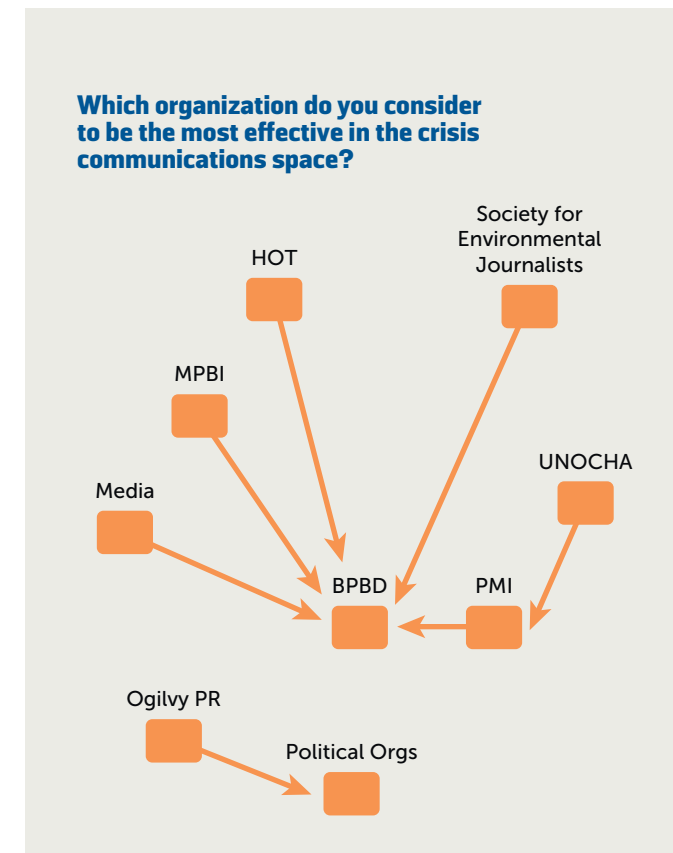 Which organization do you consider
to be the most effective in the crisis
communications space?
Society for
Environmental
Journalists
HOT
MPBI
UNOCHA
Media
BPBD
PMI
Ogilvy PR
Political Orgs